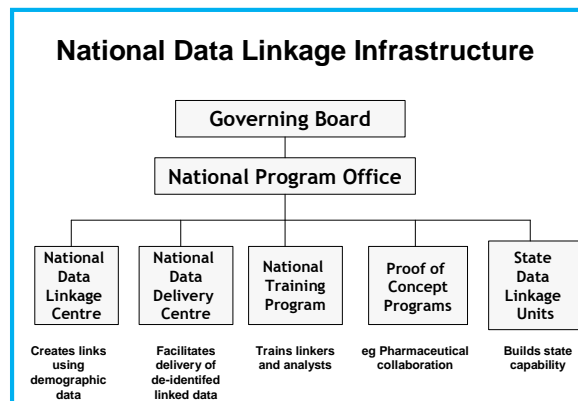 National Data Linkage Infrastructure
Governing Board
National Program Office
National
Data
Linkage
Centre
National
Data
Delivery
Centre
National
Training
Program
Proof of
Concept
Programs
State
Data
Linkage
Units
Creates links
using
demographic
data
Facilitates
delivery of
de-identifed
linked data
Trains linkers
and analysts
eg Pharmaceutical
collaboration
Builds state
capability